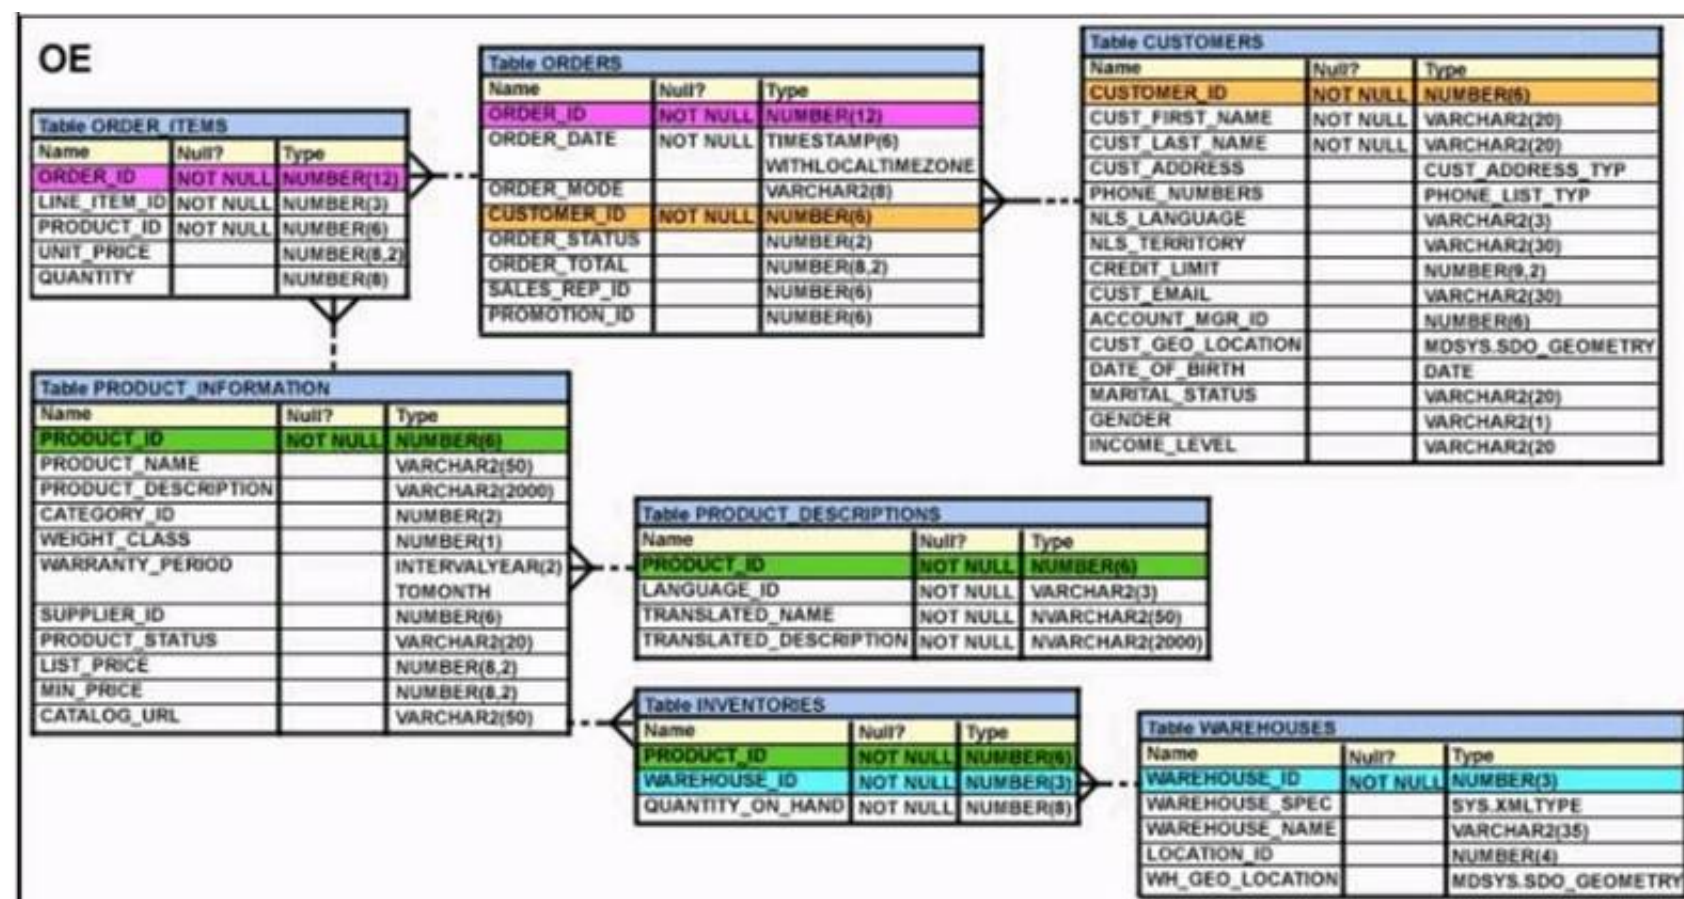 OE
Table ORDER_ITEMS
Name Null? Type
ORDER_ID NOT NULL NUMBER(12)
LINE_ITEM_ID NOT NULL NUMBER(3)
PRODUCT_ID NOT NULL NUMBER(6)
UNIT_PRICE NUMBER(8,2)
QUANTITY NUMBER(8)
Table ORDERS
Name Null? Type
ORDER_ID NOT NULL NUMBER(12)
ORDER_DATE NOT NULL TIMESTAMP(6)
WITHLOCALTIMEZONE
ORDER_MODE VARCHAR2(8)
CUSTOMER_ID NOT NULL NUMBER(6)
ORDER_STATUS NUMBER(2)
ORDER_TOTAL NUMBER(8,2)
SALES_REP_ID NUMBER(6)
PROMOTION_ID NUMBER(6)
Table CUSTOMERS
Name Null? Type
CUSTOMER_ID NOT NULL NUMBER(6)
CUST_FIRST_NAME NOT NULL VARCHAR2(20)
CUST_LAST_NAME NOT NULL VARCHAR2(20)
CUST_ADDRESS CUST_ADDRESS_TYP
PHONE_NUMBERS PHONE_LIST_TYP
NLS_LANGUAGE VARCHAR2(3)
NLS_TERRITORY VARCHAR2(30)
CREDIT_LIMIT NUMBER(9,2)
CUST_EMAIL VARCHAR2(30)
ACCOUNT_MGR_ID NUMBER(6)
CUST_GEO_LOCATION MDSYS.SDO_GEOMETRY
DATE_OF_BIRTH DATE
MARITAL_STATUS VARCHAR2(20)
GENDER VARCHAR2(1)
INCOME_LEVEL VARCHAR2(20
Table PRODUCT_INFORMATION
Name Null? Type
PRODUCT_ID NOT NULL NUMBER(6)
PRODUCT_NAME VARCHAR2(50)
PRODUCT_DESCRIPTION VARCHAR2(2000)
CATEGORY_ID NUMBER(2)
WEIGHT_CLASS NUMBER(1)
WARRANTY_PERIOD INTERVALYEAR(2)
TOMONTH
SUPPLIER_ID NUMBER(6)
PRODUCT_STATUS VARCHAR2(20)
LIST_PRICE NUMBER(8,2)
MIN_PRICE NUMBER(8,2)
CATALOG_URL VARCHAR2(50)
Table PRODUCT_DESCRIPTIONS
Name Null? Type
PRODUCT_ID NOT NULL NUMBER(6)
LANGUAGE_ID NOT NULL VARCHAR2(3)
TRANSLATED_NAME NOT NULL NVARCHAR2(50)
TRANSLATED_DESCRIPTION NOT NULL NVARCHAR2(2000)
Table INVENTORIES
Name Null? Type
PRODUCT_ID NOT NULL NUMBER(6)
WAREHOUSE_ID NOT NULL NUMBER(3)
QUANTITY_ON_HAND NOT NULL NUMBER(8)
Table WAREHOUSES
Name Null? Type
WAREHOUSE_ID NOT NULL NUMBER(3)
WAREHOUSE_SPEC SYS.XMLTYPE
WAREHOUSE_NAME VARCHAR2(35)
LOCATION_ID NUMBER(4)
WH_GEO_LOCATION MDSYS.SDO_GEOMETRY